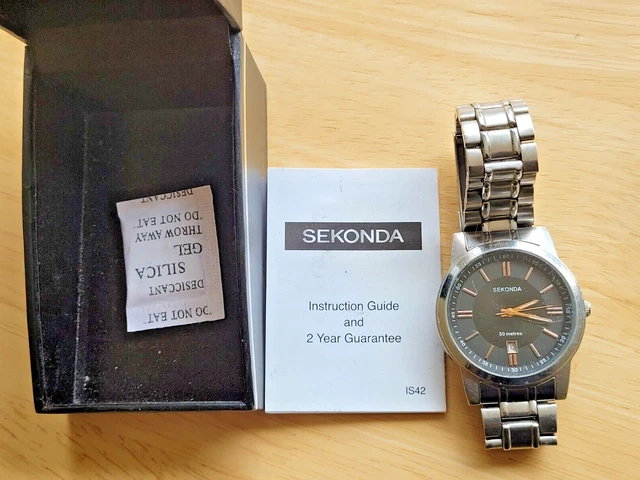 DESICCANT
"DO NOT EAT"
THROW AWAY
GEL
SILICA
DESICCANT
"DO NOT EAT"
SEKONDA
Instruction Guide
and
2 Year Guarantee
IS42
SEKONDA
50 metres